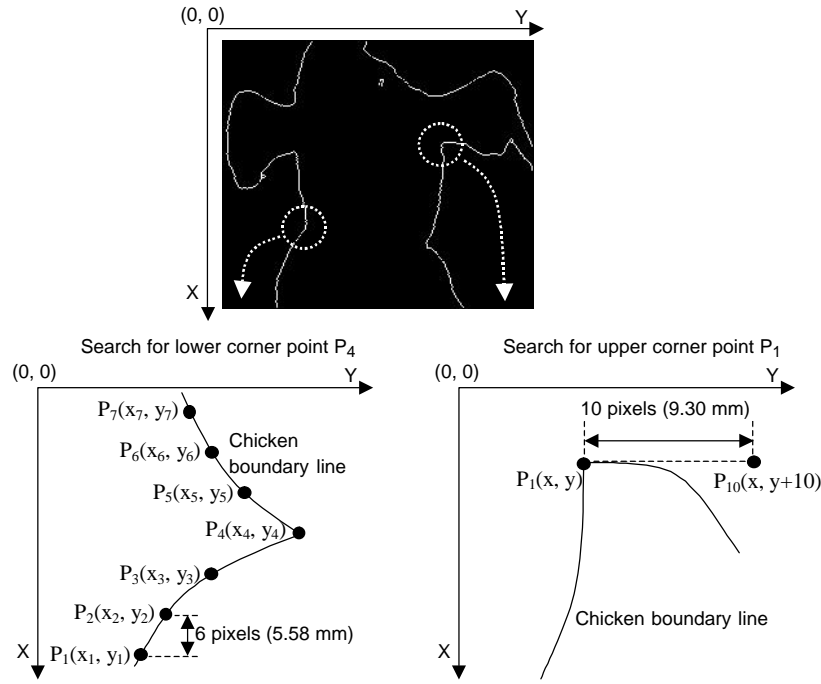 (0, 0)
Y
X
Search for lower corner point P4
(0, 0)
Y
P7(x7, y7)
P6(x6, y6)
Chicken
boundary line
P5(x5, y5)
P4(x4, y4)
P3(x3, y3)
P2(x2, y2)
6 pixels (5.58 mm)
X
P1(x1, y1)
Search for upper corner point P1
(0, 0)
Y
10 pixels (9.30 mm)
P1(x, y)
P10(x, y+10)
Chicken boundary line
X